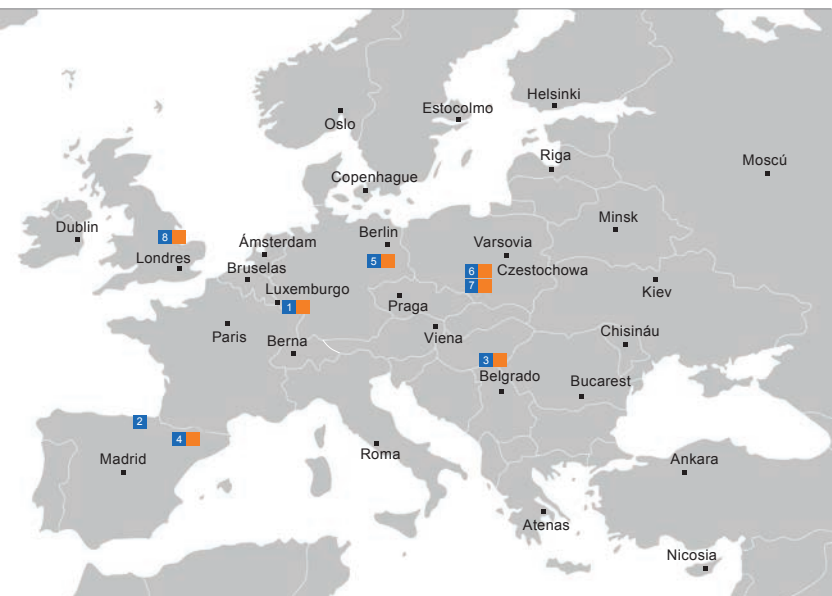 Helsinki
Estocolmo
Oslo
Riga
Moscú
Copenhague
Minsk
Dublin
8
Ámsterdam
Berlin
Varsovia
Londres
Bruselas
5
6
Czestochowa
7
Kiev
Luxemburgo
1
Praga
Paris
Berna
Viena
Chisináu
3
Belgrado
Bucarest
2
4
Madrid
Roma
Ankara
Atenas
Nicosia